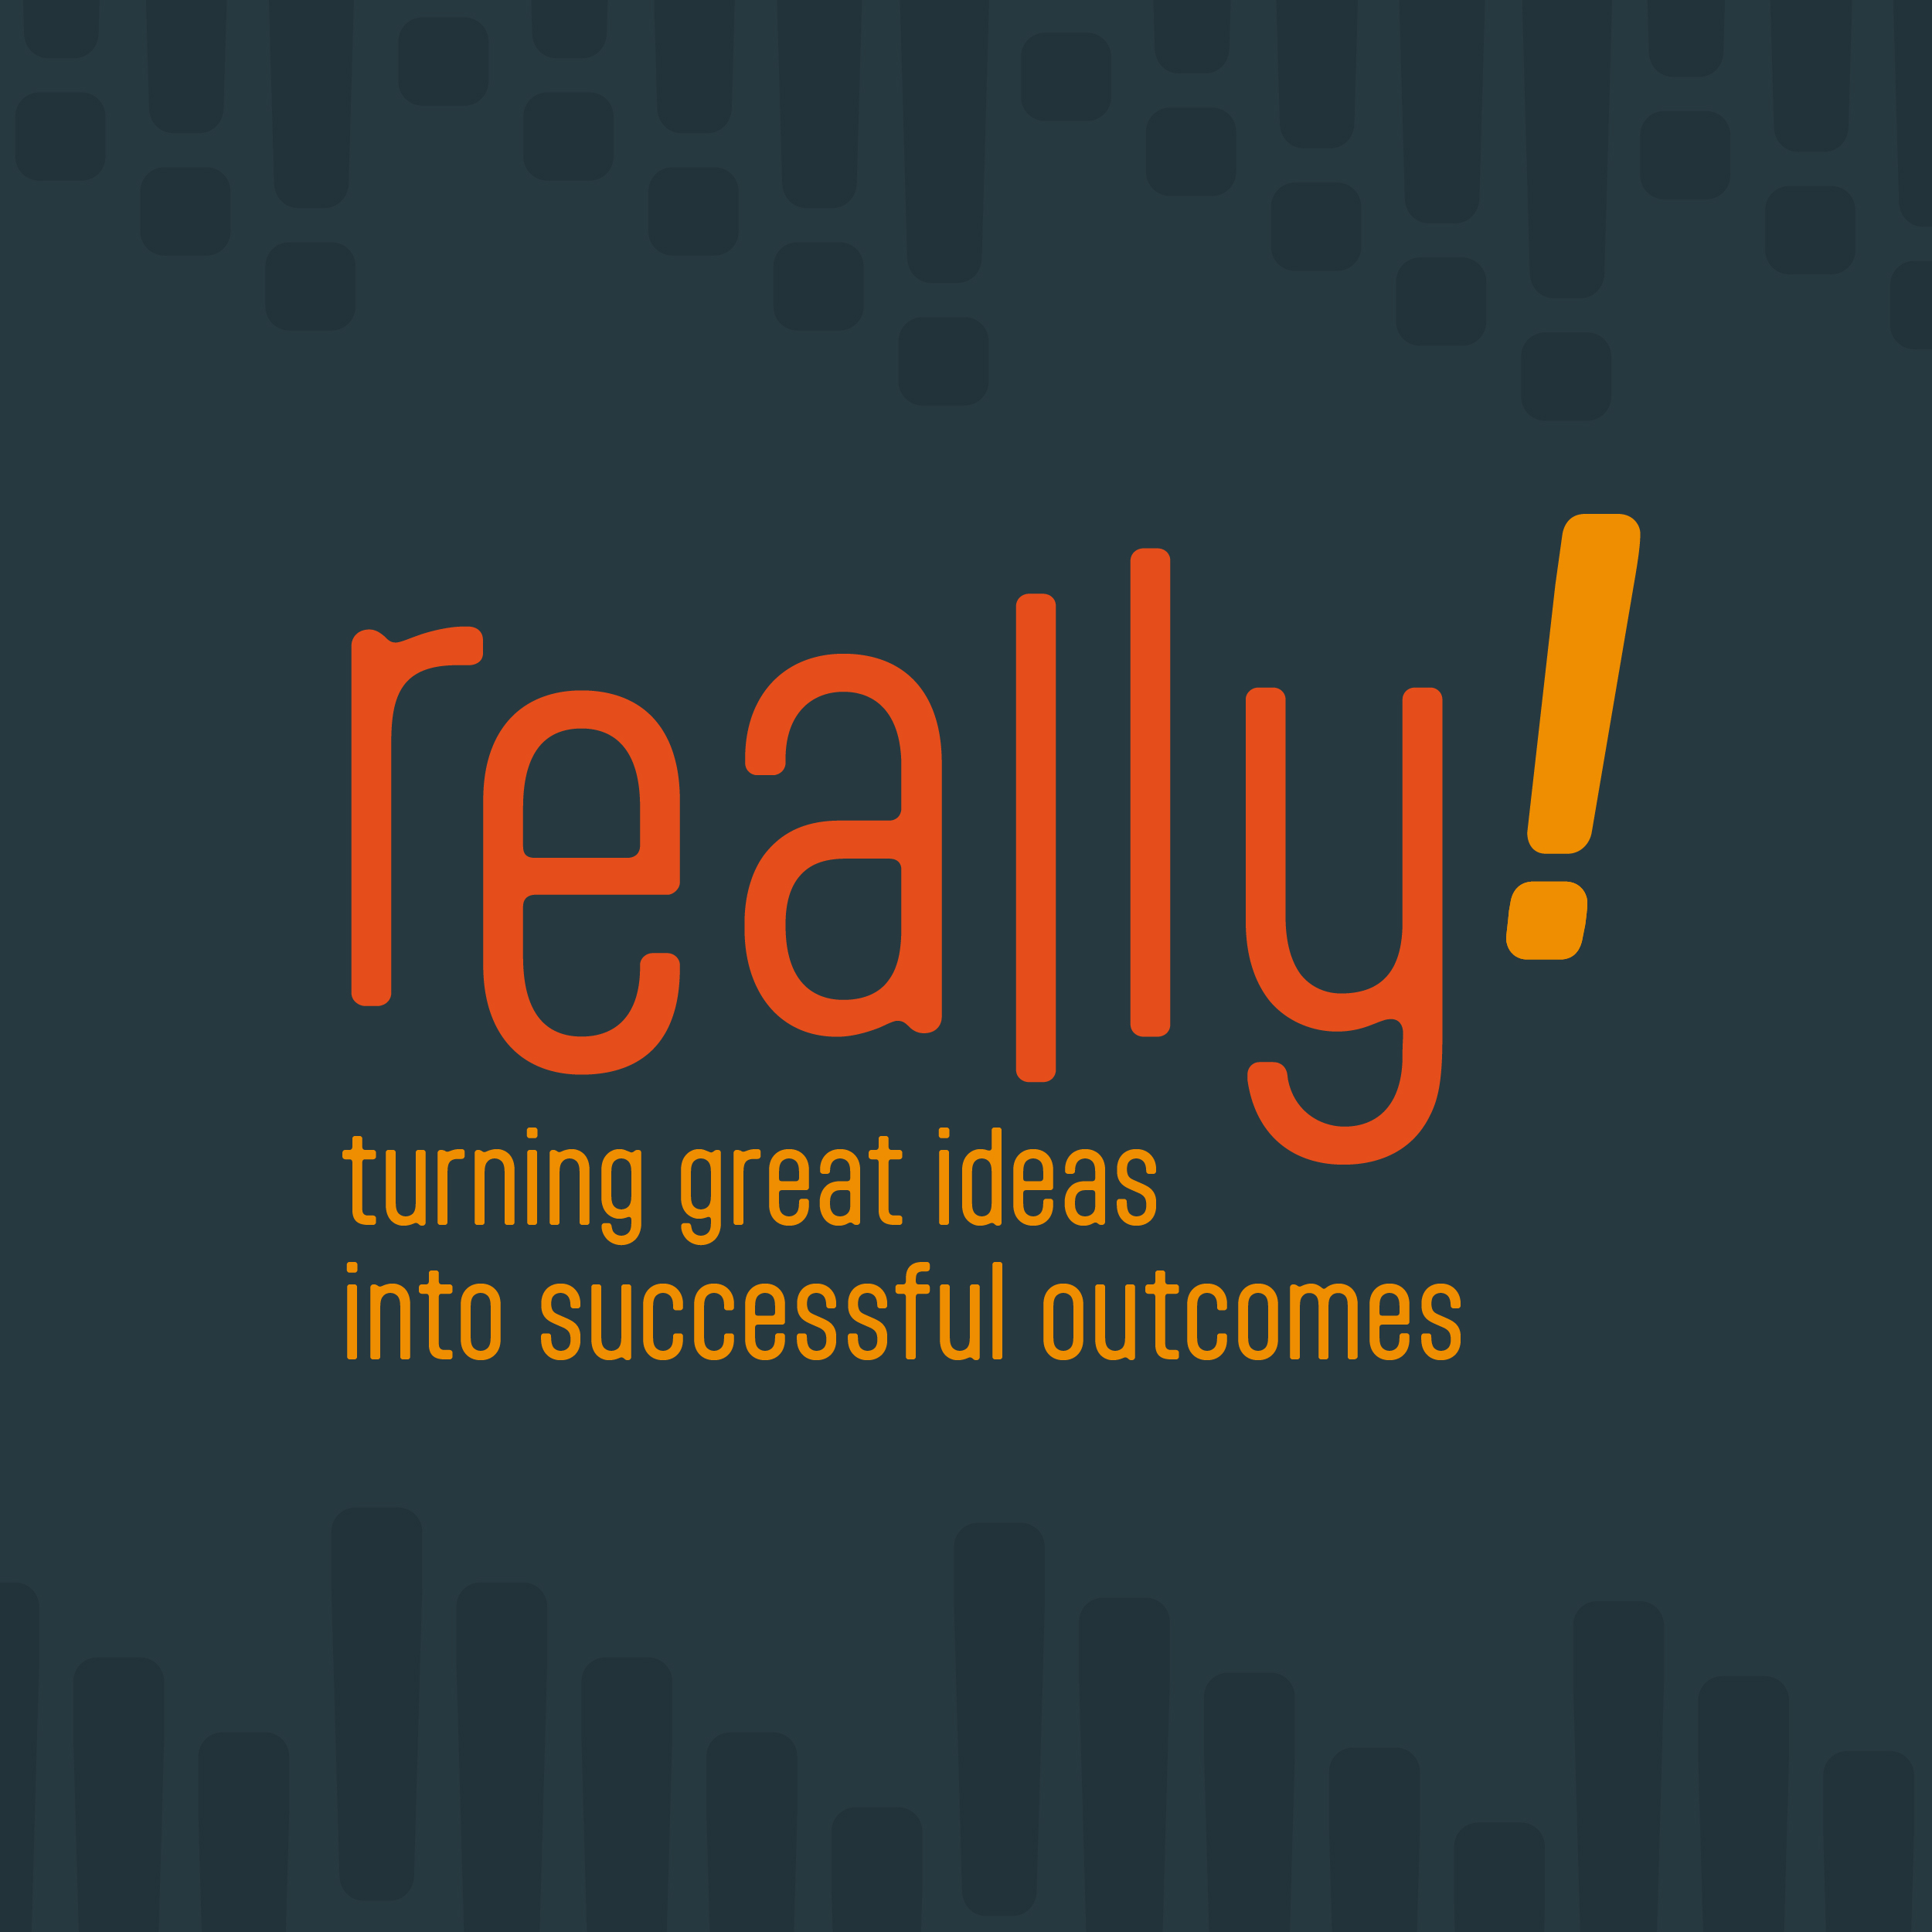 really!
turning great ideas
into successful outcomes